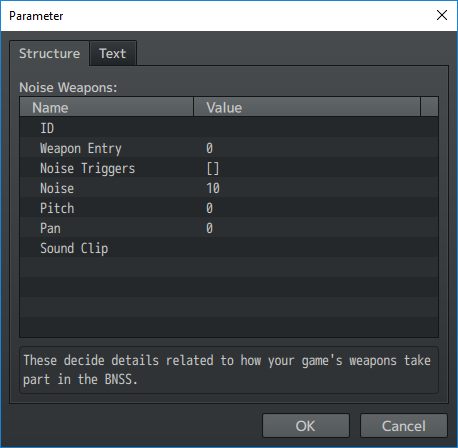 Parameter
Structure Text
Noise Weapons:
Name Value
ID
Weapon Entry 0
Noise Triggers []
Noise 10
Pitch 0
Pan 0
Sound Clip
These decide details related to how your game's weapons take
part in the BNSS.
OK Cancel